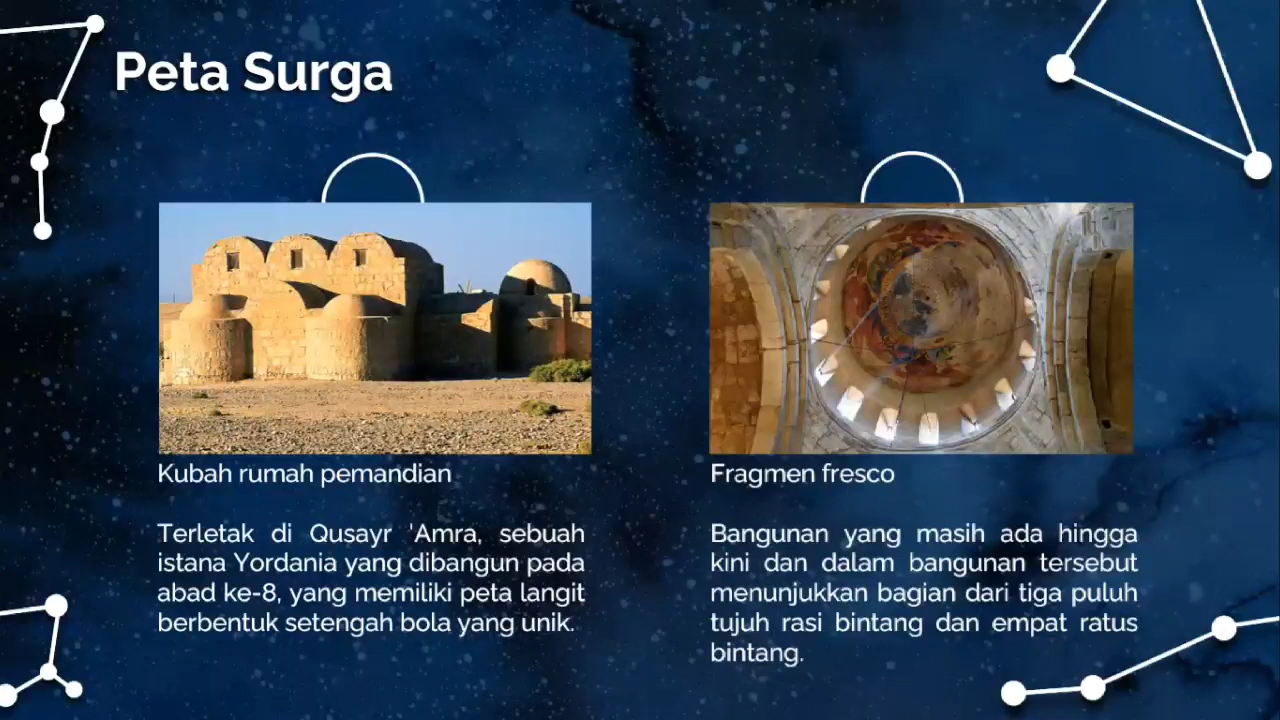 Peta Surga
Kubah rumah pemandian
Terletak di Qusayr 'Amra, sebuah
istana Yordania yang dibangun pada
abad ke-8, yang memiliki peta langit
berbentuk setengah bola yang unik.
Fragmen fresco
Bangunan yang masih ada hingga
kini dan dalam bangunan tersebut
menunjukkan bagian dari tiga puluh
tujuh rasi bintang dan empat ratus
bintang.